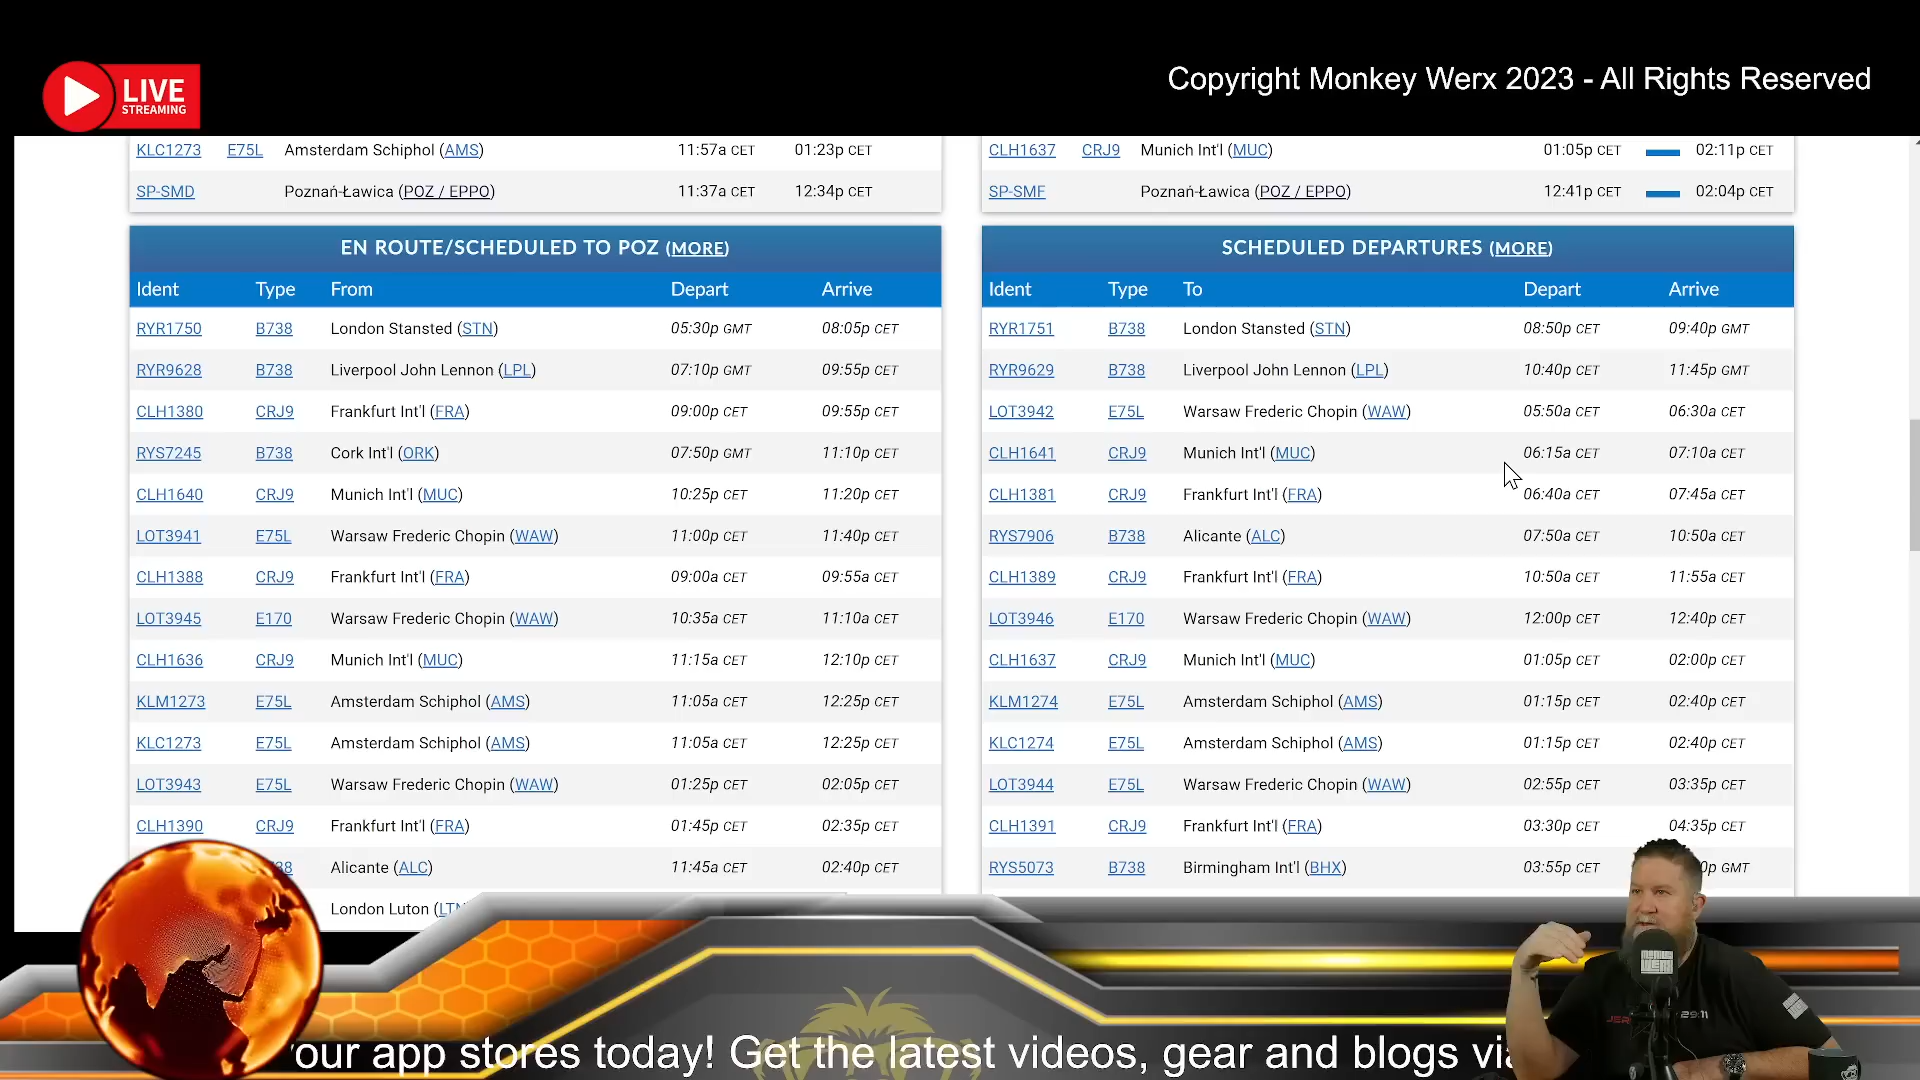 LIVE
STREAMING
Copyright Monkey Werx 2023 - All Rights Reserved
KLC1273 E75L Amsterdam Schiphol (AMS) 11:57a CET 01:23p CET
SP-SMD Poznań-Ławica (POZ / EPPO) 11:37a CET 12:34p CET
CLH1637 CRJ9 Munich Int'l (MUC) 01:05p CET 02:11p CET
SP-SMF Poznań-Ławica (POZ / EPPO) 12:41p CET 02:04p CET
EN ROUTE/SCHEDULED TO POZ (MORE)
Ident Type From Depart Arrive
RYR1750 B738 London Stansted (STN) 05:30p GMT 08:05p CET
RYR9628 B738 Liverpool John Lennon (LPL) 07:10p GMT 09:55p CET
CLH1380 CRJ9 Frankfurt Int'l (FRA) 09:00p CET 09:55p CET
RYS7245 B738 Cork Int'l (ORK) 07:50p GMT 11:10p CET
CLH1640 CRJ9 Munich Int'l (MUC) 10:25p CET 11:20p CET
LOT3941 E75L Warsaw Frederic Chopin (WAW) 11:00p CET 11:40p CET
CLH1388 CRJ9 Frankfurt Int'l (FRA) 09:00a CET 09:55a CET
LOT3945 E170 Warsaw Frederic Chopin (WAW) 10:35a CET 11:10a CET
CLH1636 CRJ9 Munich Int'l (MUC) 11:15a CET 12:10p CET
KLM1273 E75L Amsterdam Schiphol (AMS) 11:05a CET 12:25p CET
KLC1273 E75L Amsterdam Schiphol (AMS) 11:05a CET 12:25p CET
LOT3943 E75L Warsaw Frederic Chopin (WAW) 01:25p CET 02:05p CET
CLH1390 CRJ9 Frankfurt Int'l (FRA) 01:45p CET 02:35p CET
38 Alicante (ALC) 11:45a CET 02:40p CET
London Luton (LTN
SCHEDULED DEPARTURES (MORE)
Ident Type To Depart Arrive
RYR1751 B738 London Stansted (STN) 08:50p CET 09:40p GMT
RYR9629 B738 Liverpool John Lennon (LPL) 10:40p CET 11:45p GMT
LOT3942 E75L Warsaw Frederic Chopin (WAW) 05:50a CET 06:30a CET
CLH1641 CRJ9 Munich Int'l (MUC) 06:15a CET 07:10a CET
CLH1381 CRJ9 Frankfurt Int'l (FRA) 06:40a CET 07:45a CET
RYS7906 B738 Alicante (ALC) 07:50a CET 10:50a CET
CLH1389 CRJ9 Frankfurt Int'l (FRA) 10:50a CET 11:55a CET
LOT3946 E170 Warsaw Frederic Chopin (WAW) 12:00p CET 12:40p CET
CLH1637 CRJ9 Munich Int'l (MUC) 01:05p CET 02:00p CET
KLM1274 E75L Amsterdam Schiphol (AMS) 01:15p CET 02:40p CET
KLC1274 E75L Amsterdam Schiphol (AMS) 01:15p CET 02:40p CET
LOT3944 E75L Warsaw Frederic Chopin (WAW) 02:55p CET 03:35p CET
CLH1391 CRJ9 Frankfurt Int'l (FRA) 03:30p CET 04:35p CET
RYS5073 B738 Birmingham Int'l (BHX) 03:55p CET 0p GMT
our app stores today! Get the latest videos, gear and blogs via